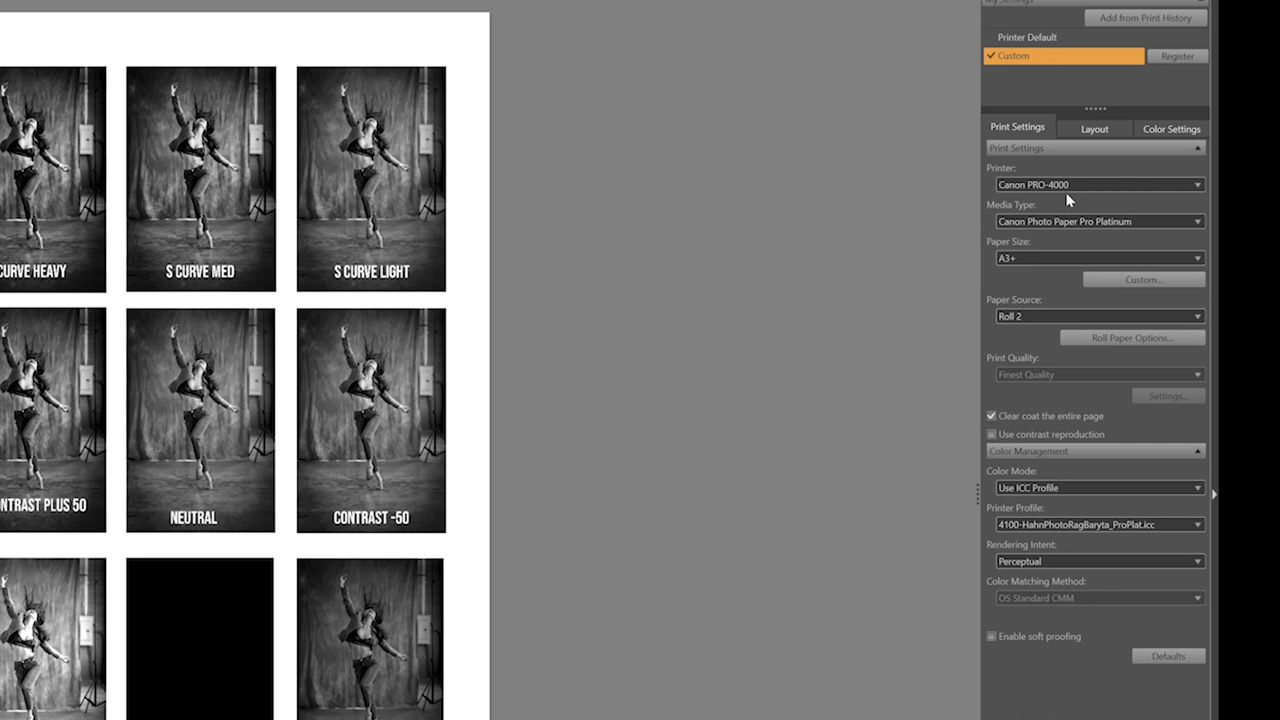 My Settings
Add from Print History
Printer Default
Custom
Register
Print Settings
Layout
Color Settings
Print Settings
Printer:
Canon PRO-4000
Media Type:
Canon Photo Paper Pro Platinum
Paper Size:
A3+
Custom...
Paper Source:
Roll 2
Roll Paper Options...
Print Quality:
Finest Quality
Settings...
Clear coat the entire page
Use contrast reproduction
Color Management
Color Mode:
Use ICC Profile
Printer Profile:
4100-HahnPhotoRagBaryta_ProPlat.icc
Rendering Intent:
Perceptual
Color Matching Method:
OS Standard CMM
Enable soft proofing
Defaults
CURVE HEAVY
S CURVE MED
S CURVE LIGHT
NTRAST PLUS 50
NEUTRAL
CONTRAST -50